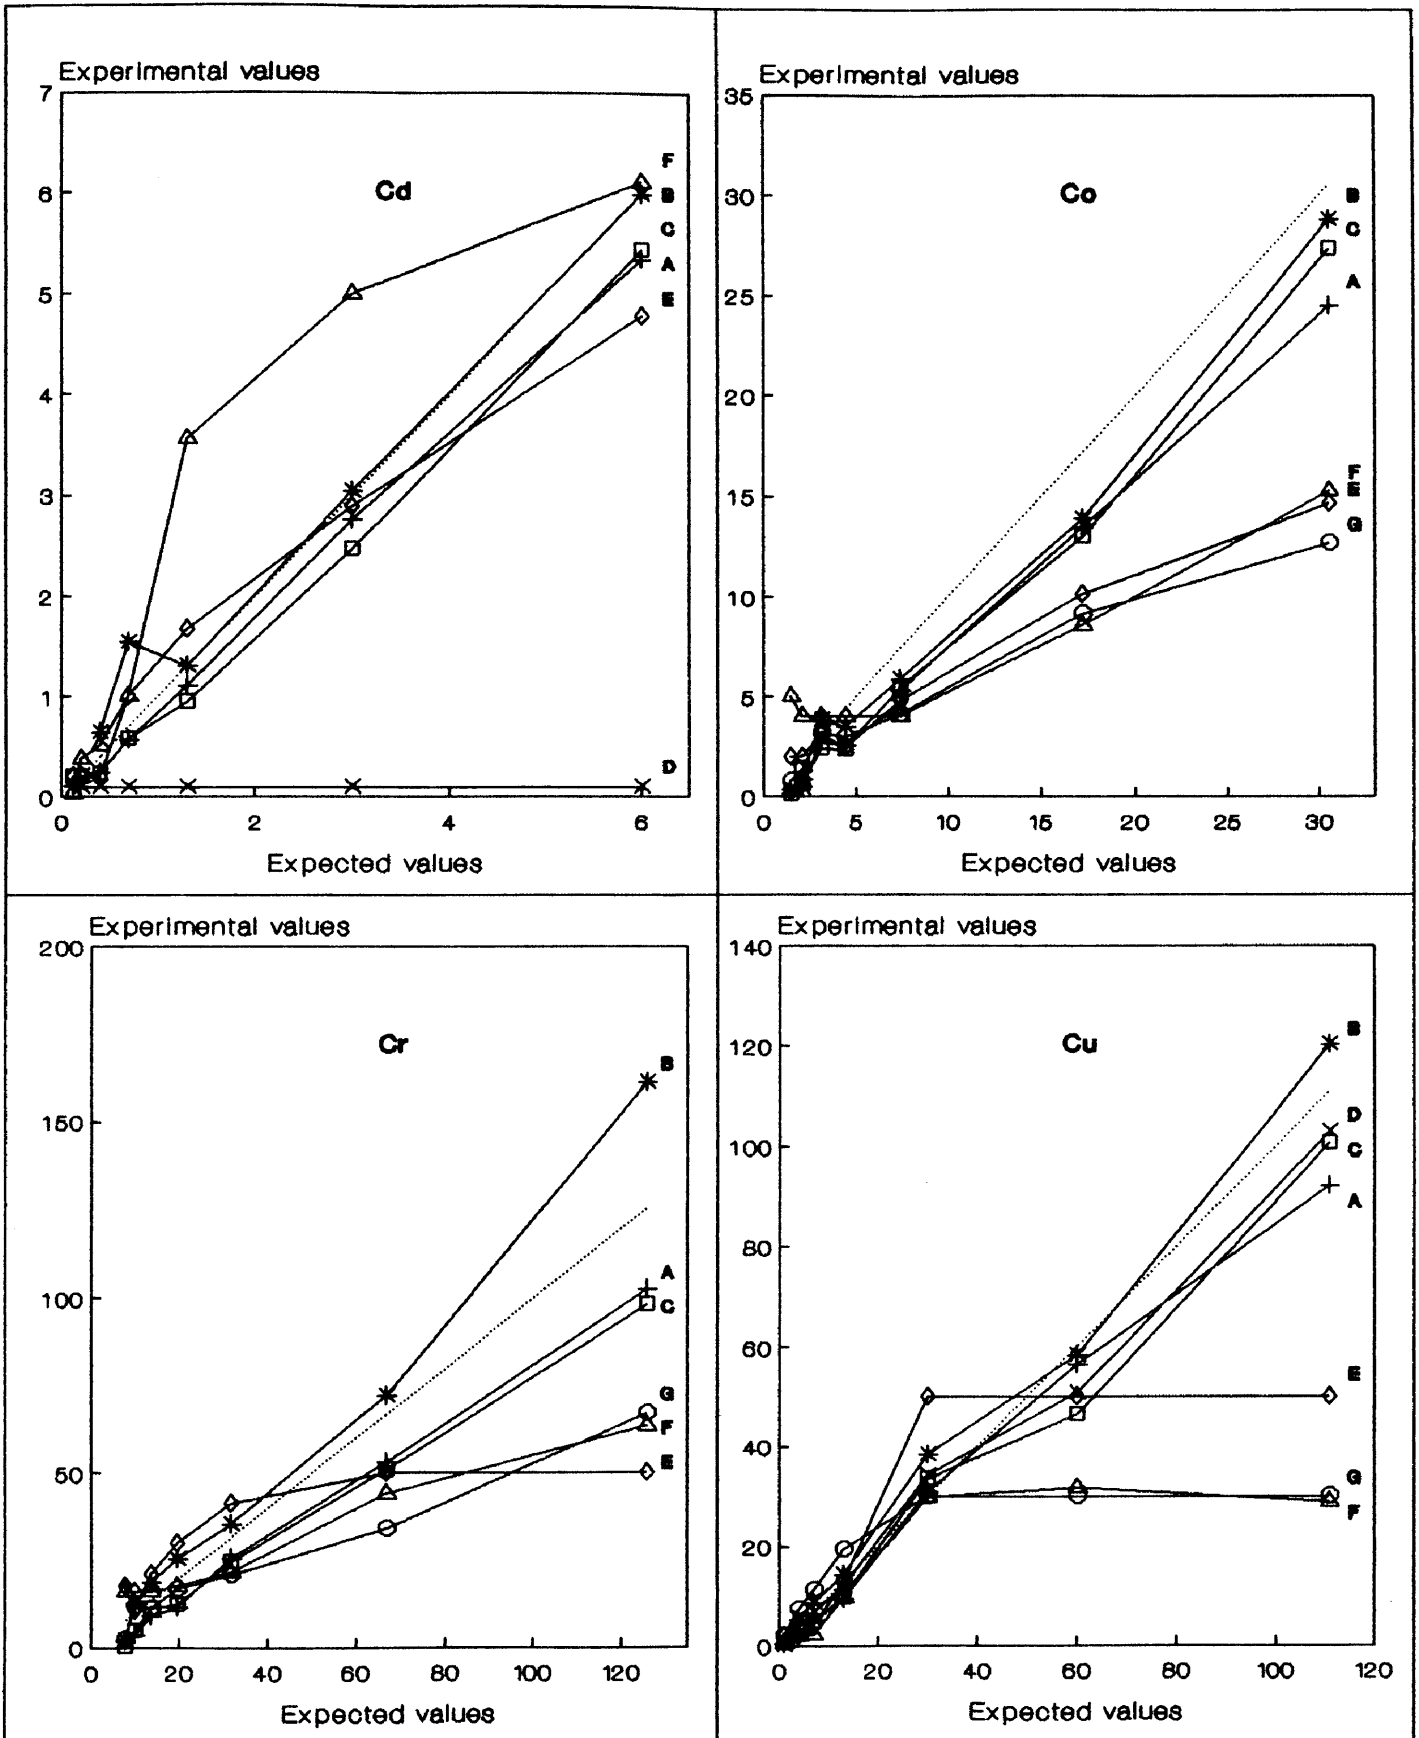 Experimental values
7
6
5
4
3
2
1
0
Cd
F
B
C
A
E
D
0 2 4 6
Expected values
Experimental values
35
30
25
20
15
10
5
0
Co
B
C
A
F
E
G
0 5 10 15 20 25 30
Expected values
Experimental values
200
150
100
50
0
Cr
B
A
C
G
F
E
0 20 40 60 80 100 120
Expected values
Experimental values
140
120
100
80
60
40
20
0
Cu
B
D
C
A
E
G
F
0 20 40 60 80 100 120
Expected values